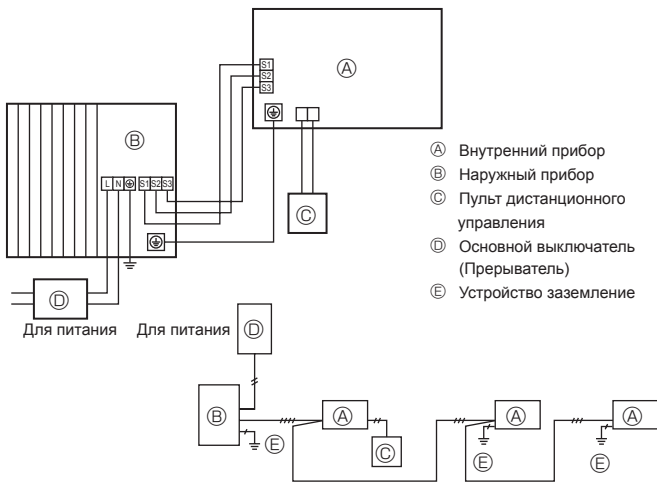 S1
S2
S3
Ⓐ
Ⓑ
L N S1 S2 S3
Ⓒ
Ⓓ
Для питания
Ⓐ Внутренний прибор
Ⓑ Наружный прибор
Ⓒ Пульт дистанционного
управления
Ⓓ Основной выключатель
(Прерыватель)
Ⓔ Устройство заземление
Для питания
Ⓓ
Ⓑ
Ⓔ
Ⓐ
Ⓒ
Ⓐ
Ⓔ
Ⓐ
Ⓔ